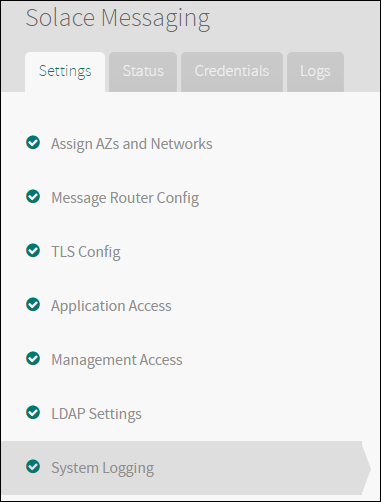 Solace Messaging
Settings Status Credentials Logs
Assign AZs and Networks
Message Router Config
TLS Config
Application Access
Management Access
LDAP Settings
System Logging